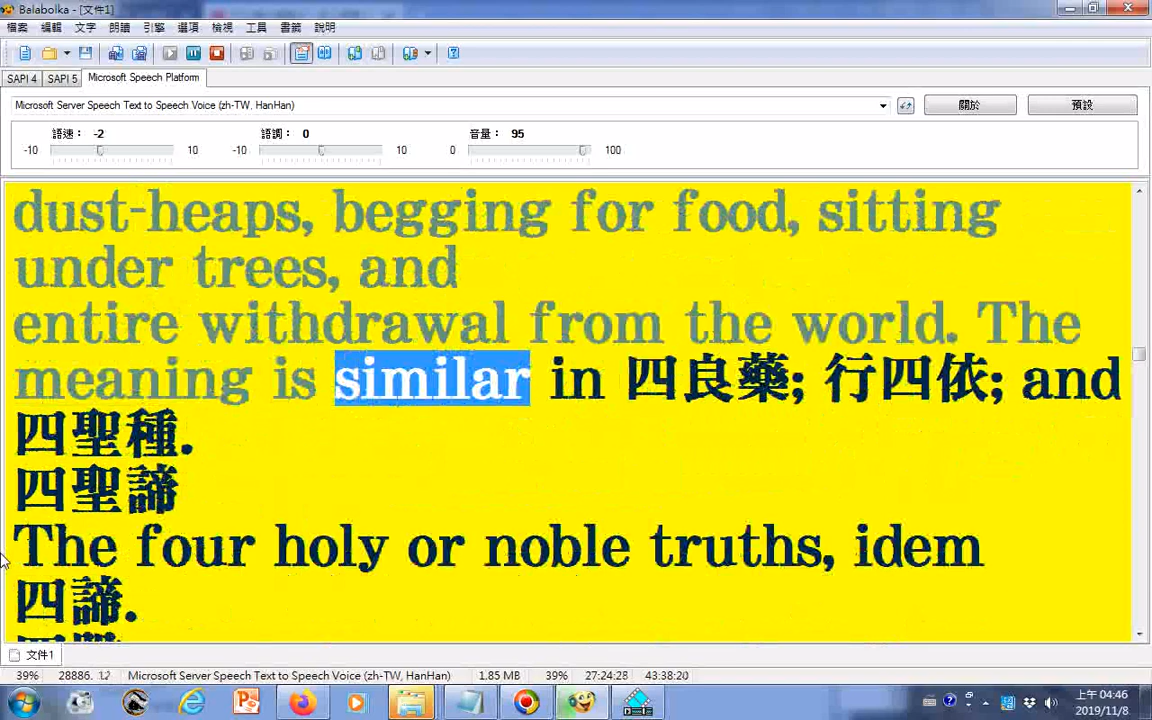 Balabolka - [文件1]
檔案 編輯 文字 朗讀 引擎 選項 檢視 工具 書籤 說明
SAPI 4 SAPI 5 Microsoft Speech Platform
Microsoft Server Speech Text to Speech Voice (zh-TW, HanHan) 關於 預設
語速： -2 語調： 0 音量： 95
-10 10 -10 10 0 100
dust-heaps, begging for food, sitting
under trees, and
entire withdrawal from the world. The
meaning is similar in 四良藥; 行四依; and
四聖種.
四聖諦
The four holy or noble truths, idem
四諦.
文件1
39% 28886. 12 Microsoft Server Speech Text to Speech Voice (zh-TW, HanHan) 1.85 MB 39% 27:24:28 43:38:20
上午 04:46
2019/11/8